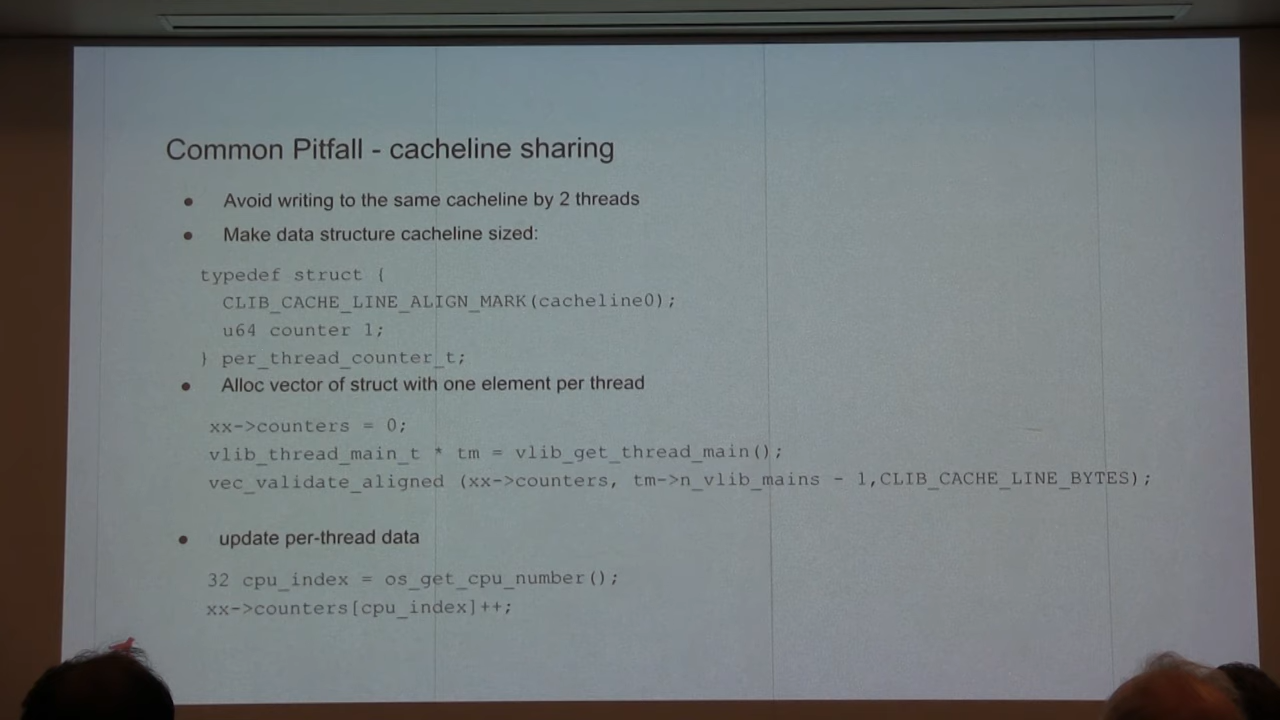 Common Pitfall - cacheline sharing
● Avoid writing to the same cacheline by 2 threads
● Make data structure cacheline sized:
typedef struct {
CLIB_CACHE_LINE_ALIGN_MARK(cacheline0);
u64 counter 1;
} per_thread_counter_t;
● Alloc vector of struct with one element per thread
xx->counters = 0;
vlib_thread_main_t * tm = vlib_get_thread_main();
vec_validate_aligned (xx->counters, tm->n_vlib_mains - 1,CLIB_CACHE_LINE_BYTES);
● update per-thread data
32 cpu_index = os_get_cpu_number();
xx->counters[cpu_index]++;